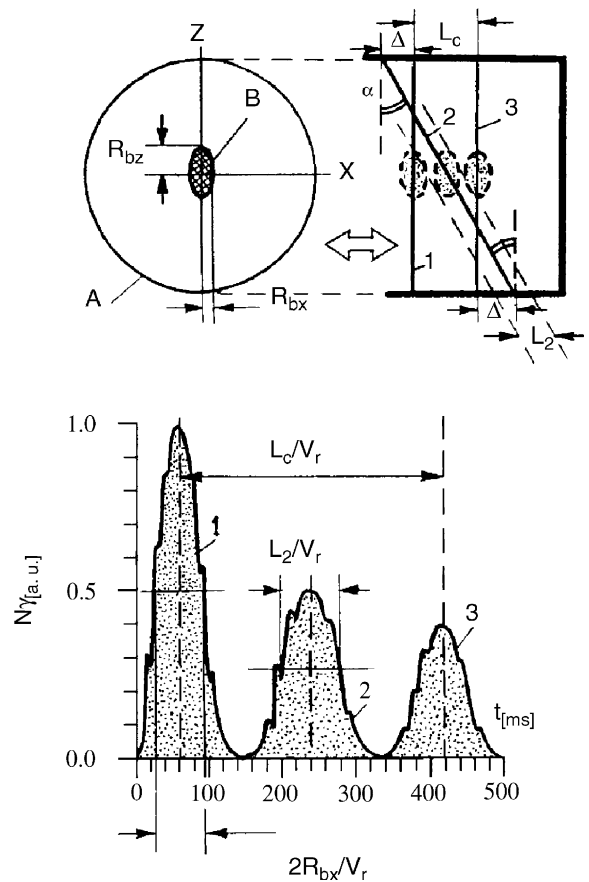 Z
B
R_bz
X
A
R_bx
Δ L_c
α
2
3
1
Δ
L_2
1.0
L_c/V_r
1
L_2/V_r
Nγ[a. u.]
0.5
3
2
t[ms]
0.0
0 100 200 300 400 500
2R_bx/V_r